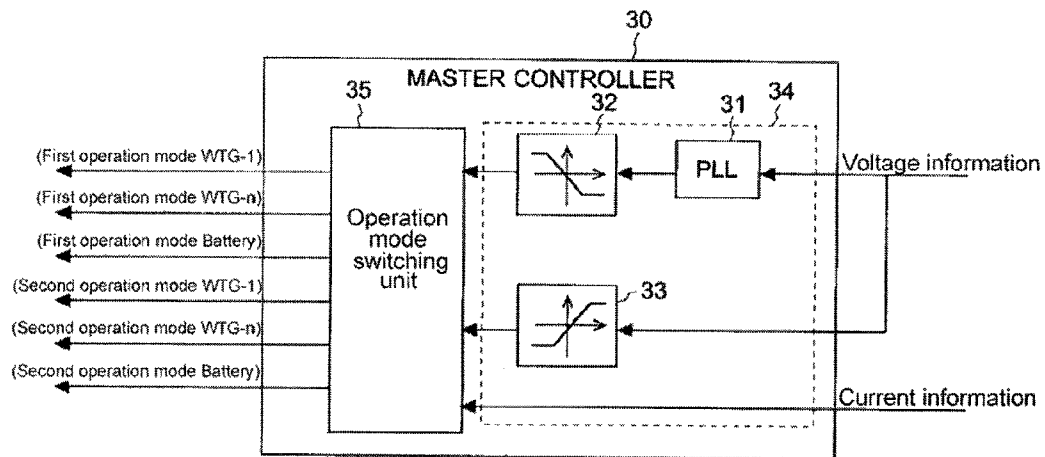 30
MASTER CONTROLLER
35
32
31
34
(First operation mode WTG-1)
PLL
Voltage information
(First operation mode WTG-n)
Operation
mode
switching
unit
(First operation mode Battery)
(Second operation mode WTG-1)
33
(Second operation mode WTG-n)
(Second operation mode Battery)
Current information